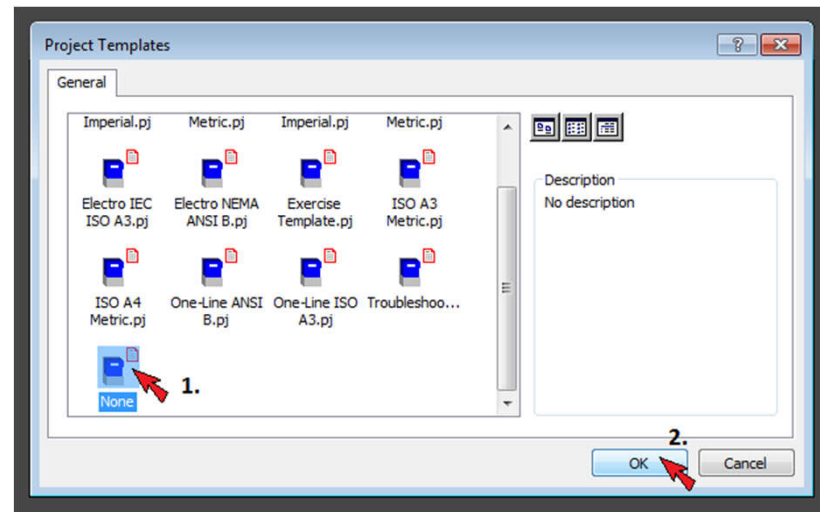 Project Templates
General
Imperial.pj Metric.pj Imperial.pj Metric.pj
Electro IEC Electro NEMA Exercise ISO A3
ISO A3.pj ANSI B.pj Template.pj Metric.pj
ISO A4 One-Line ANSI One-Line ISO Troubleshoo...
Metric.pj B.pj A3.pj
None
1.
Description
No description
2.
OK Cancel